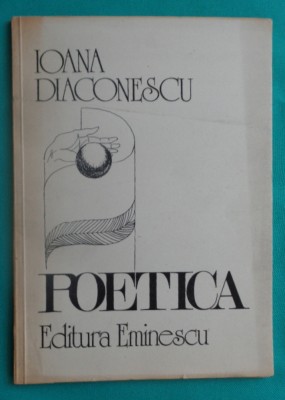 IOANA
DIACONESCU
POETICA
Editura Eminescu